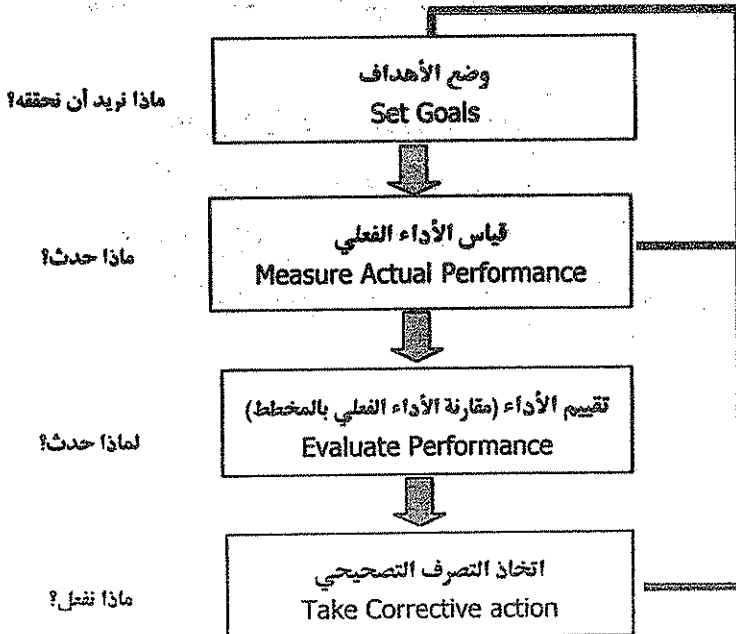 وضع الأهداف
Set Goals
ماذا نريد أن نحققه؟
قياس الأداء الفعلي
Measure Actual Performance
ماذا حدث؟
تقييم الأداء (مقارنة الأداء الفعلي بالمخطط)
Evaluate Performance
لماذا حدث؟
اتخاذ التصرف التصحيحي
Take Corrective action
ماذا نفعل؟